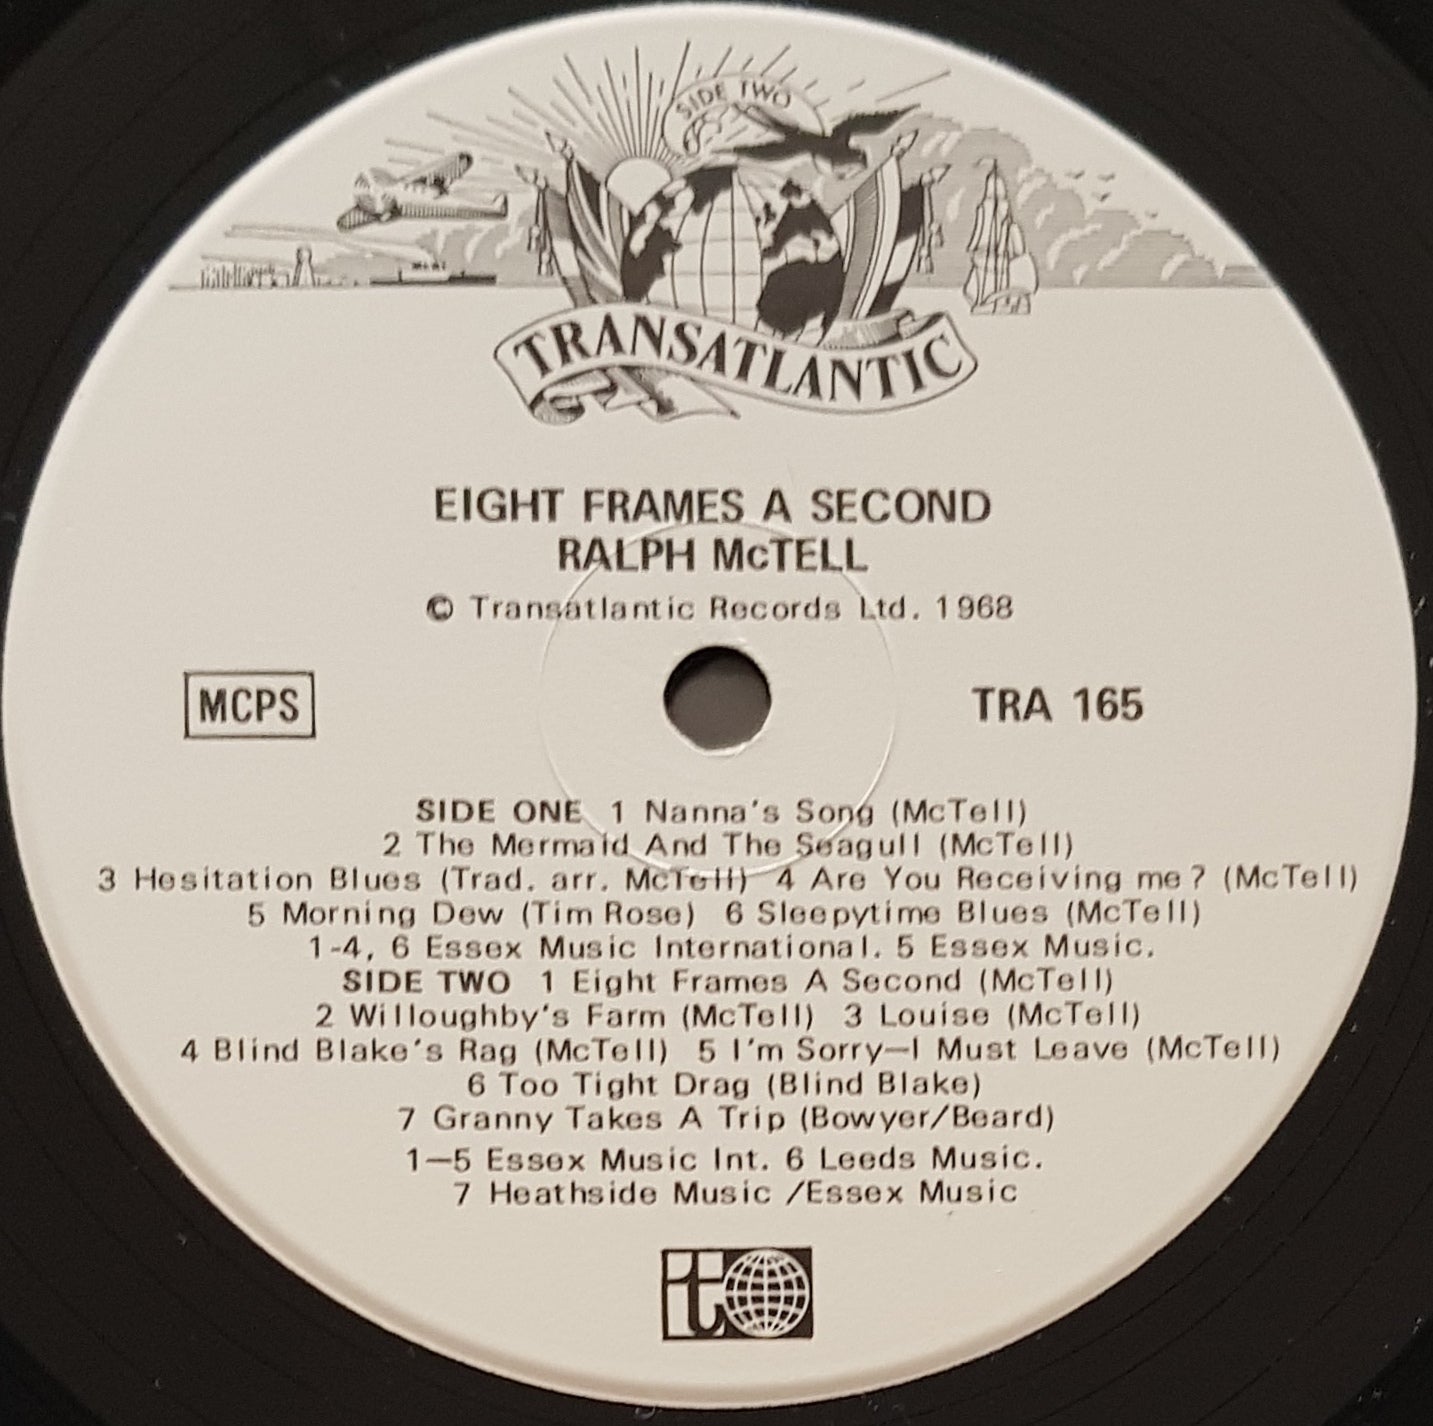 SIDE TWO
TRANSATLANTIC
EIGHT FRAMES A SECOND
RALPH McTELL
© Transatlantic Records Ltd. 1968
MCPS
TRA 165
SIDE ONE 1 Nanna's Song (McTell)
2 The Mermaid And The Seagull (McTell)
3 Hesitation Blues (Trad. arr. McTell) 4 Are You Receiving me? (McTell)
5 Morning Dew (Tim Rose) 6 Sleepytime Blues (McTell)
1-4, 6 Essex Music International. 5 Essex Music.
SIDE TWO 1 Eight Frames A Second (McTell)
2 Willoughby's Farm (McTell) 3 Louise (McTell)
4 Blind Blake's Rag (McTell) 5 I'm Sorry—I Must Leave (McTell)
6 Too Tight Drag (Blind Blake)
7 Granny Takes A Trip (Bowyer/Beard)
1—5 Essex Music Int. 6 Leeds Music.
7 Heathside Music /Essex Music
t